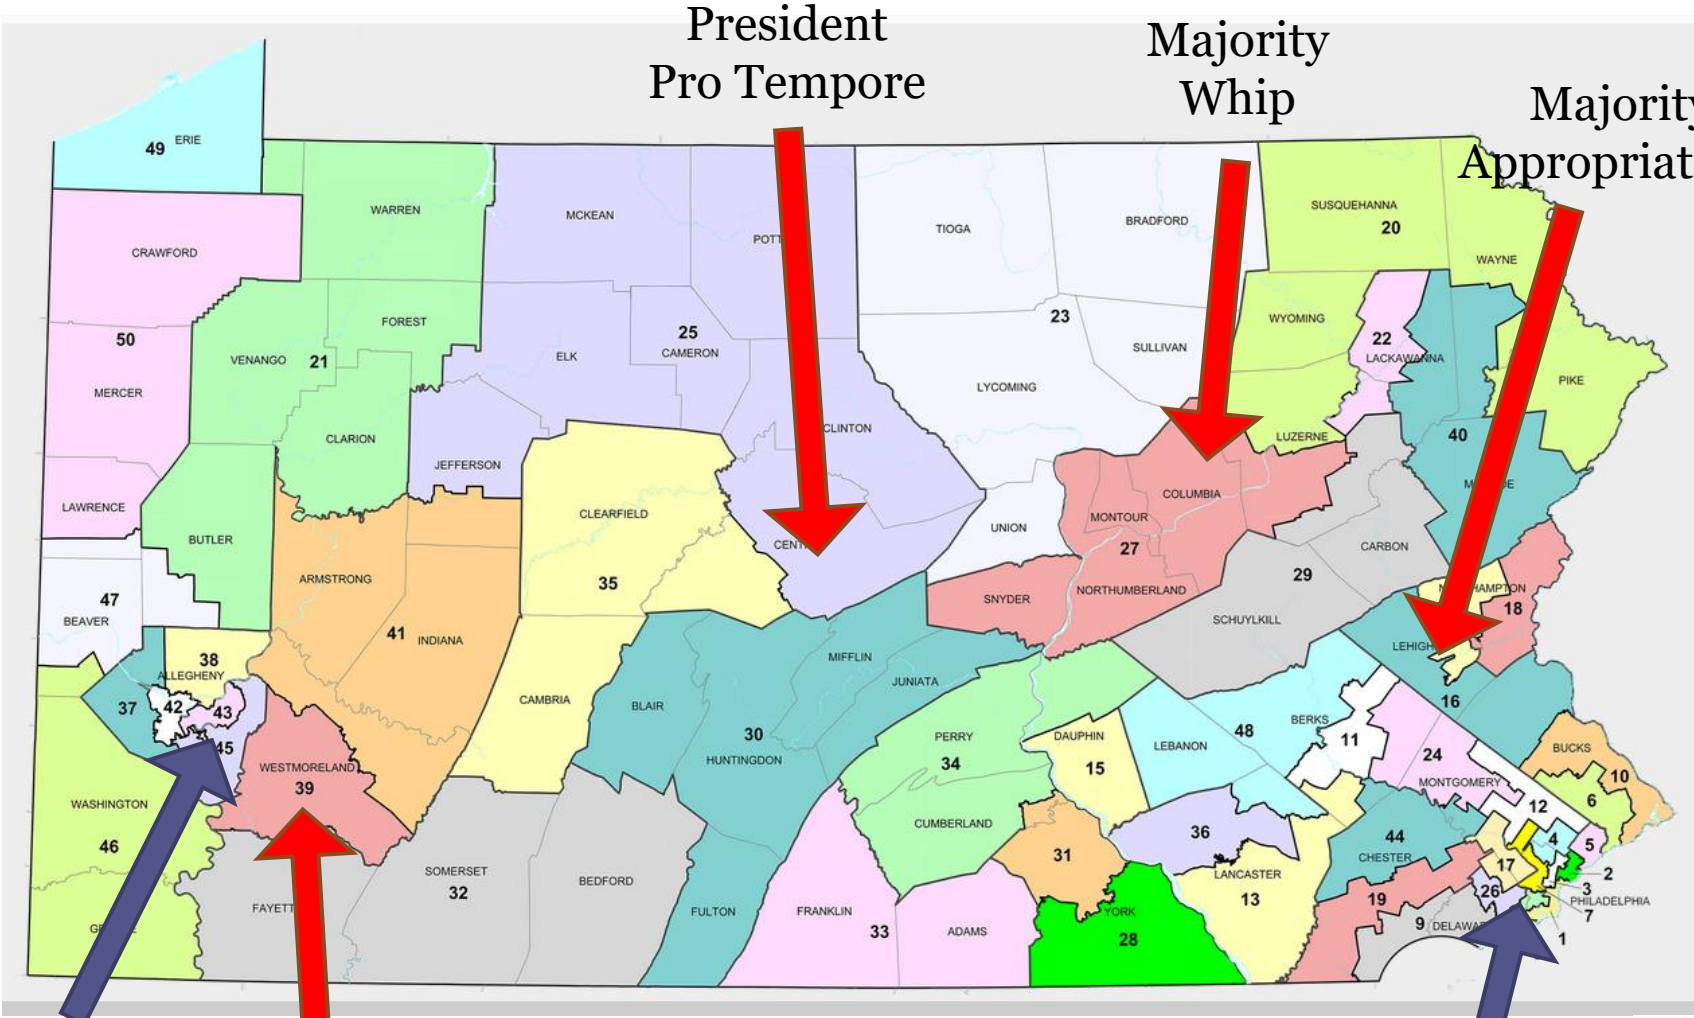 President
Pro Tempore
Majority
Whip
Majority
49 ERIE
WARREN
MCKEAN
TIOGA
BRADFORD
SUSQUEHANNA
20
WAYNE
CRAWFORD
50
MERCER
LAWRENCE
FOREST
VENANGO 21
CLARION
BUTLER
25
CAMERON
ELK
JEFFERSON
CLINTON
23
SULLIVAN
LYCOMING
UNION
WYOMING
22
LACKAWANNA
PIKE
LUZERNE
40
COLUMBIA
MONTOUR
27
NORTHUMBERLAND
SNYDER
CARBON
29
SCHUYLKILL
18
LEHIGH
16
CLEARFIELD
35
CAMBRIA
ARMSTRONG
41 INDIANA
47
BEAVER
38
ALLEGHENY
37
42
43
45
WESTMORELAND
39
WASHINGTON
46
MIFFLIN
JUNIATA
BLAIR
30
HUNTINGDON
FULTON
PERRY
34
CUMBERLAND
DAUPHIN
15
LEBANON
48
BERKS
11
24
MONTGOMERY
12
BUCKS
10
6
4
5
2
3
PHILADELPHIA
7
1
17
26
44
CHESTER
19
9
36
LANCASTER
13
31
YORK
28
FRANKLIN
33
ADAMS
SOMERSET
32
BEDFORD